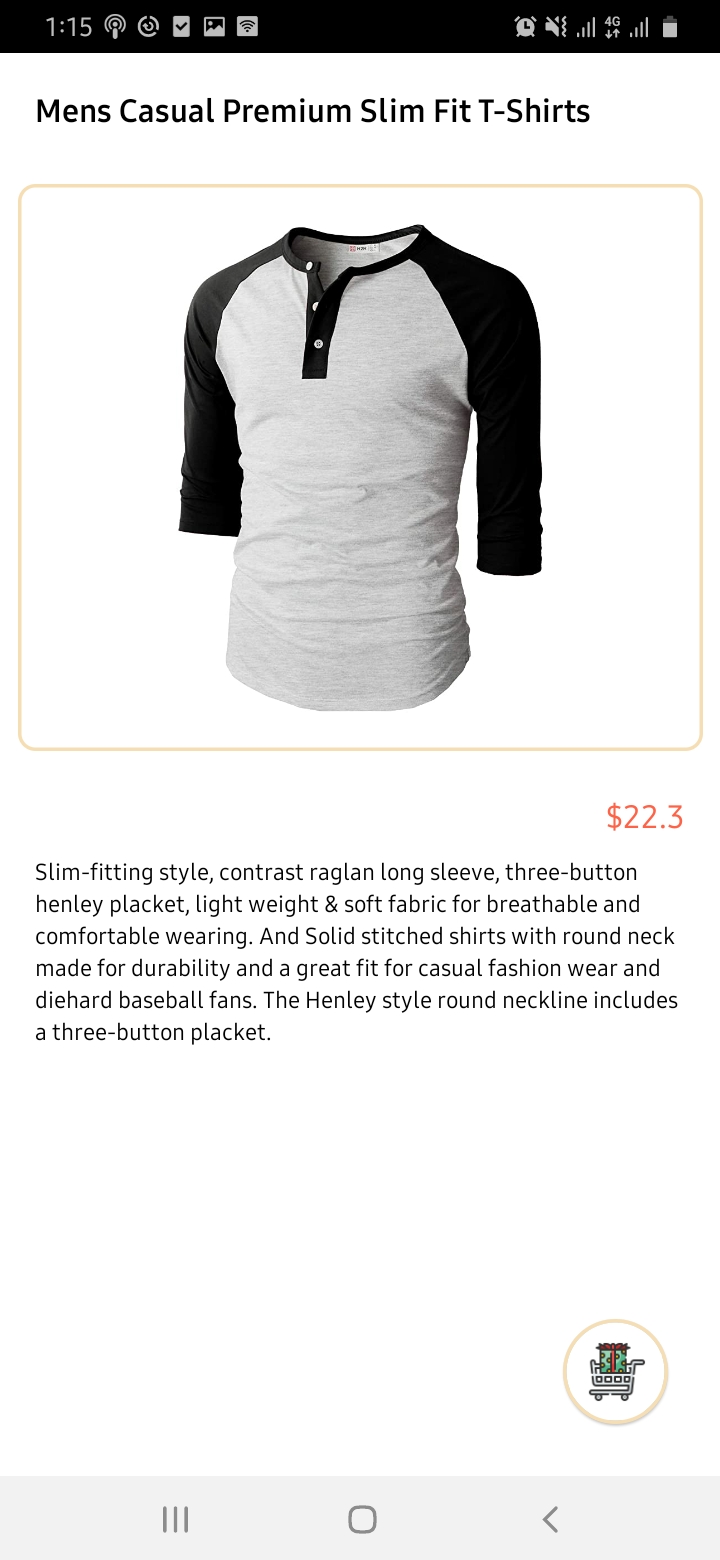 1:15
4G
Mens Casual Premium Slim Fit T-Shirts
H2H
$22.3
Slim-fitting style, contrast raglan long sleeve, three-button
henley placket, light weight & soft fabric for breathable and
comfortable wearing. And Solid stitched shirts with round neck
made for durability and a great fit for casual fashion wear and
diehard baseball fans. The Henley style round neckline includes
a three-button placket.